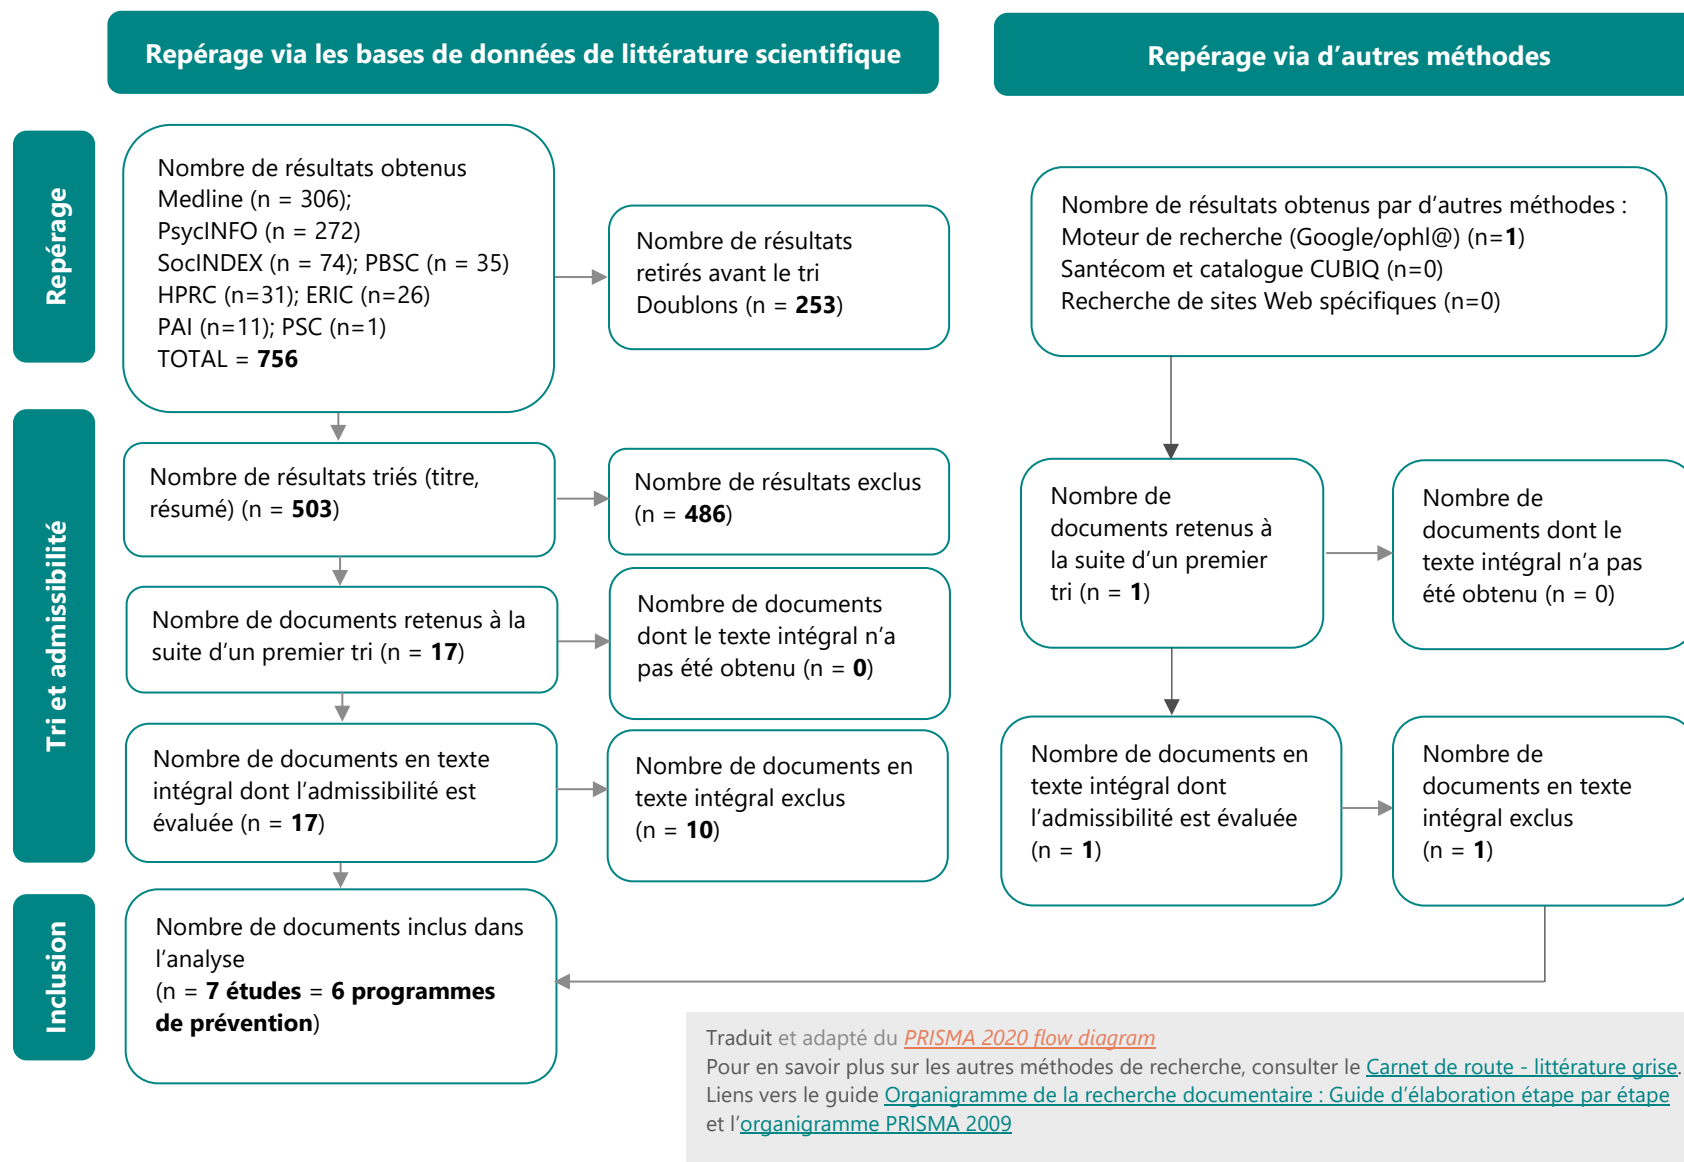 Repérage via les bases de données de littérature scientifique
Repérage via d'autres méthodes
Repérage
Nombre de résultats obtenus
Medline (n = 306);
PsycINFO (n = 272)
SocINDEX (n = 74); PBSC (n = 35)
HPRC (n=31); ERIC (n=26)
PAI (n=11); PSC (n=1)
TOTAL = 756
Nombre de résultats
retirés avant le tri
Doublons (n = 253)
Nombre de résultats obtenus par d'autres méthodes :
Moteur de recherche (Google/ophl@) (n=1)
Santécom et catalogue CUBIQ (n=0)
Recherche de sites Web spécifiques (n=0)
Tri et admissibilité
Nombre de résultats triés (titre,
résumé) (n = 503)
Nombre de résultats exclus
(n = 486)
Nombre de documents retenus à la
suite d'un premier tri (n = 17)
Nombre de documents
dont le texte intégral n'a
pas été obtenu (n = 0)
Nombre de
documents retenus à
la suite d'un premier
tri (n = 1)
Nombre de
documents dont le
texte intégral n'a pas
été obtenu (n = 0)
Nombre de documents en texte
intégral dont l'admissibilité est
évaluée (n = 17)
Nombre de documents en
texte intégral exclus
(n = 10)
Nombre de documents en
texte intégral dont
l'admissibilité est évaluée
(n = 1)
Nombre de
documents en texte
intégral exclus
(n = 1)
Inclusion
Nombre de documents inclus dans
l'analyse
(n = 7 études = 6 programmes
de prévention)
Traduit et adapté du PRISMA 2020 flow diagram
Pour en savoir plus sur les autres méthodes de recherche, consulter le Carnet de route - littérature grise.
Liens vers le guide Organigramme de la recherche documentaire : Guide d'élaboration étape par étape
et l'organigramme PRISMA 2009